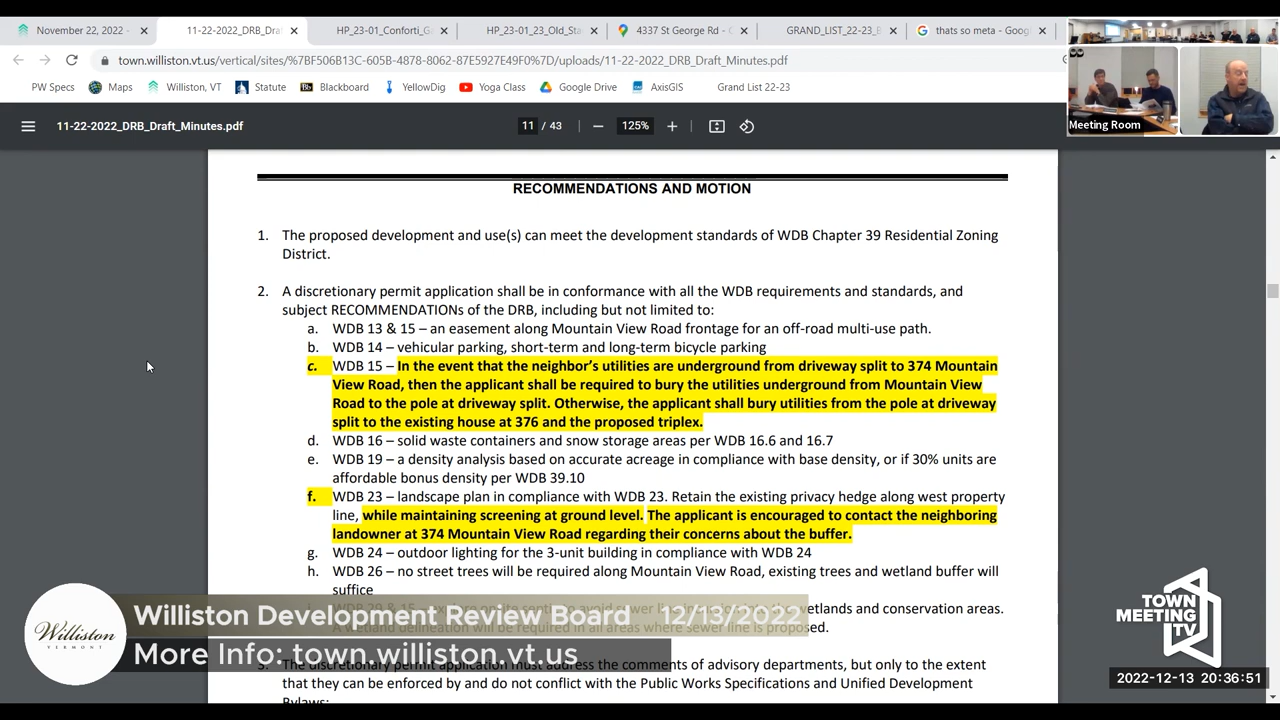 November 22, 2022 -
11-22-2022_DRB_Dra
HP_23-01_Conforti_G
HP_23-01_23_Old_Sta
4337 St George Rd - G
GRAND_LIST_22-23_B
thats so meta - Goog
town.williston.vt.us/vertical/sites/%7BF506B13C-605B-4878-8062-87E5927E49F0%7D/uploads/11-22-2022_DRB_Draft_Minutes.pdf
PW Specs
Maps
Williston, VT
Statute
Bb
Blackboard
YellowDig
Yoga Class
Google Drive
AxisGIS
Grand List 22-23
11-22-2022_DRB_Draft_Minutes.pdf
11 / 43
125%
Meeting Room
RECOMMENDATIONS AND MOTION
1. The proposed development and use(s) can meet the development standards of WDB Chapter 39 Residential Zoning
District.
2. A discretionary permit application shall be in conformance with all the WDB requirements and standards, and
subject RECOMMENDATIONs of the DRB, including but not limited to:
a. WDB 13 & 15 – an easement along Mountain View Road frontage for an off-road multi-use path.
b. WDB 14 – vehicular parking, short-term and long-term bicycle parking
c. WDB 15 – In the event that the neighbor's utilities are underground from driveway split to 374 Mountain
View Road, then the applicant shall be required to bury the utilities underground from Mountain View
Road to the pole at driveway split. Otherwise, the applicant shall bury utilities from the pole at driveway
split to the existing house at 376 and the proposed triplex.
d. WDB 16 – solid waste containers and snow storage areas per WDB 16.6 and 16.7
e. WDB 19 – a density analysis based on accurate acreage in compliance with base density, or if 30% units are
affordable bonus density per WDB 39.10
f. WDB 23 – landscape plan in compliance with WDB 23. Retain the existing privacy hedge along west property
line, while maintaining screening at ground level. The applicant is encouraged to contact the neighboring
landowner at 374 Mountain View Road regarding their concerns about the buffer.
g. WDB 24 – outdoor lighting for the 3-unit building in compliance with WDB 24
h. WDB 26 – no street trees will be required along Mountain View Road, existing trees and wetland buffer will
suffice
wetlands and conservation areas.
A wetland delineation will be required in all areas where sewer line is proposed.
3. The discretionary permit application must address the comments of advisory departments, but only to the extent
that they can be enforced by and do not conflict with the Public Works Specifications and Unified Development
Bylaws:
Williston
VERMONT
Williston Development Review Board 12/13/2022
More Info: town.williston.vt.us
TOWN
MEETING
TV
2022-12-13 20:36:51